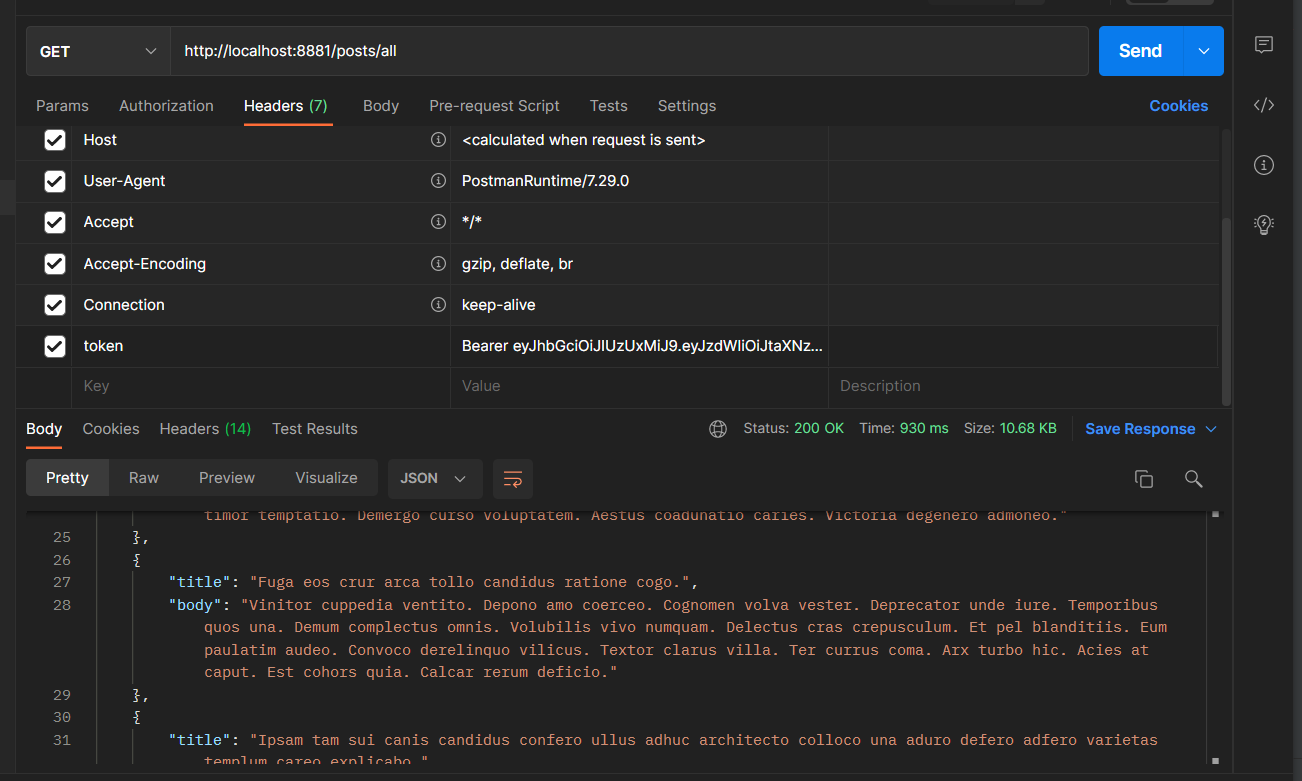 GET http://localhost:8881/posts/all Send
Params Authorization Headers (7) Body Pre-request Script Tests Settings Cookies
Host <calculated when request is sent>
User-Agent PostmanRuntime/7.29.0
Accept */*
Accept-Encoding gzip, deflate, br
Connection keep-alive
token Bearer eyJhbGciOiJIUzUxMiJ9.eyJzdWIiOiJtaXNz...
Key Value Description
Body Cookies Headers (14) Test Results Status: 200 OK Time: 930 ms Size: 10.68 KB Save Response
Pretty Raw Preview Visualize JSON
timor temptatio. Demergo curso voluptatem. Aestus coadunatio caries. Victoria degenero admoneo."
25 },
26 {
27 "title": "Fuga eos crur arca tollo candidus ratione cogo.",
28 "body": "Vinitor cuppedia ventito. Depono amo coerceo. Cognomen volva vester. Deprecator unde iure. Temporibus
quos una. Demum complectus omnis. Volubilis vivo numquam. Delectus cras crepusculum. Et pel blanditiis. Eum
paulatim audeo. Convoco derelinquo vilicus. Textor clarus villa. Ter currus coma. Arx turbo hic. Acies at
caput. Est cohors quia. Calcar rerum deficio."
29 },
30 {
31 "title": "Ipsam tam sui canis candidus confero ullus adhuc architecto colloco una aduro defero adfero varietas
templum careo explicabo."